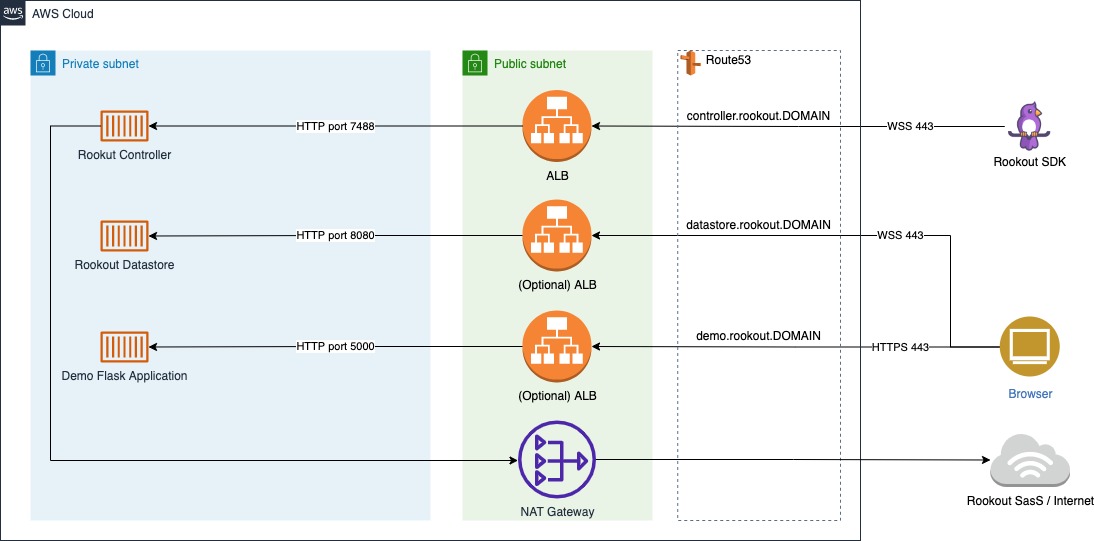 aws
AWS Cloud
Private subnet
Public subnet
Route53
controller.rookout.DOMAIN
HTTP port 7488
WSS 443
Rookut Controller
ALB
Rookout SDK
datastore.rookout.DOMAIN
HTTP port 8080
WSS 443
Rookout Datastore
(Optional) ALB
demo.rookout.DOMAIN
HTTP port 5000
HTTPS 443
Demo Flask Application
(Optional) ALB
Browser
NAT Gateway
Rookout SasS / Internet